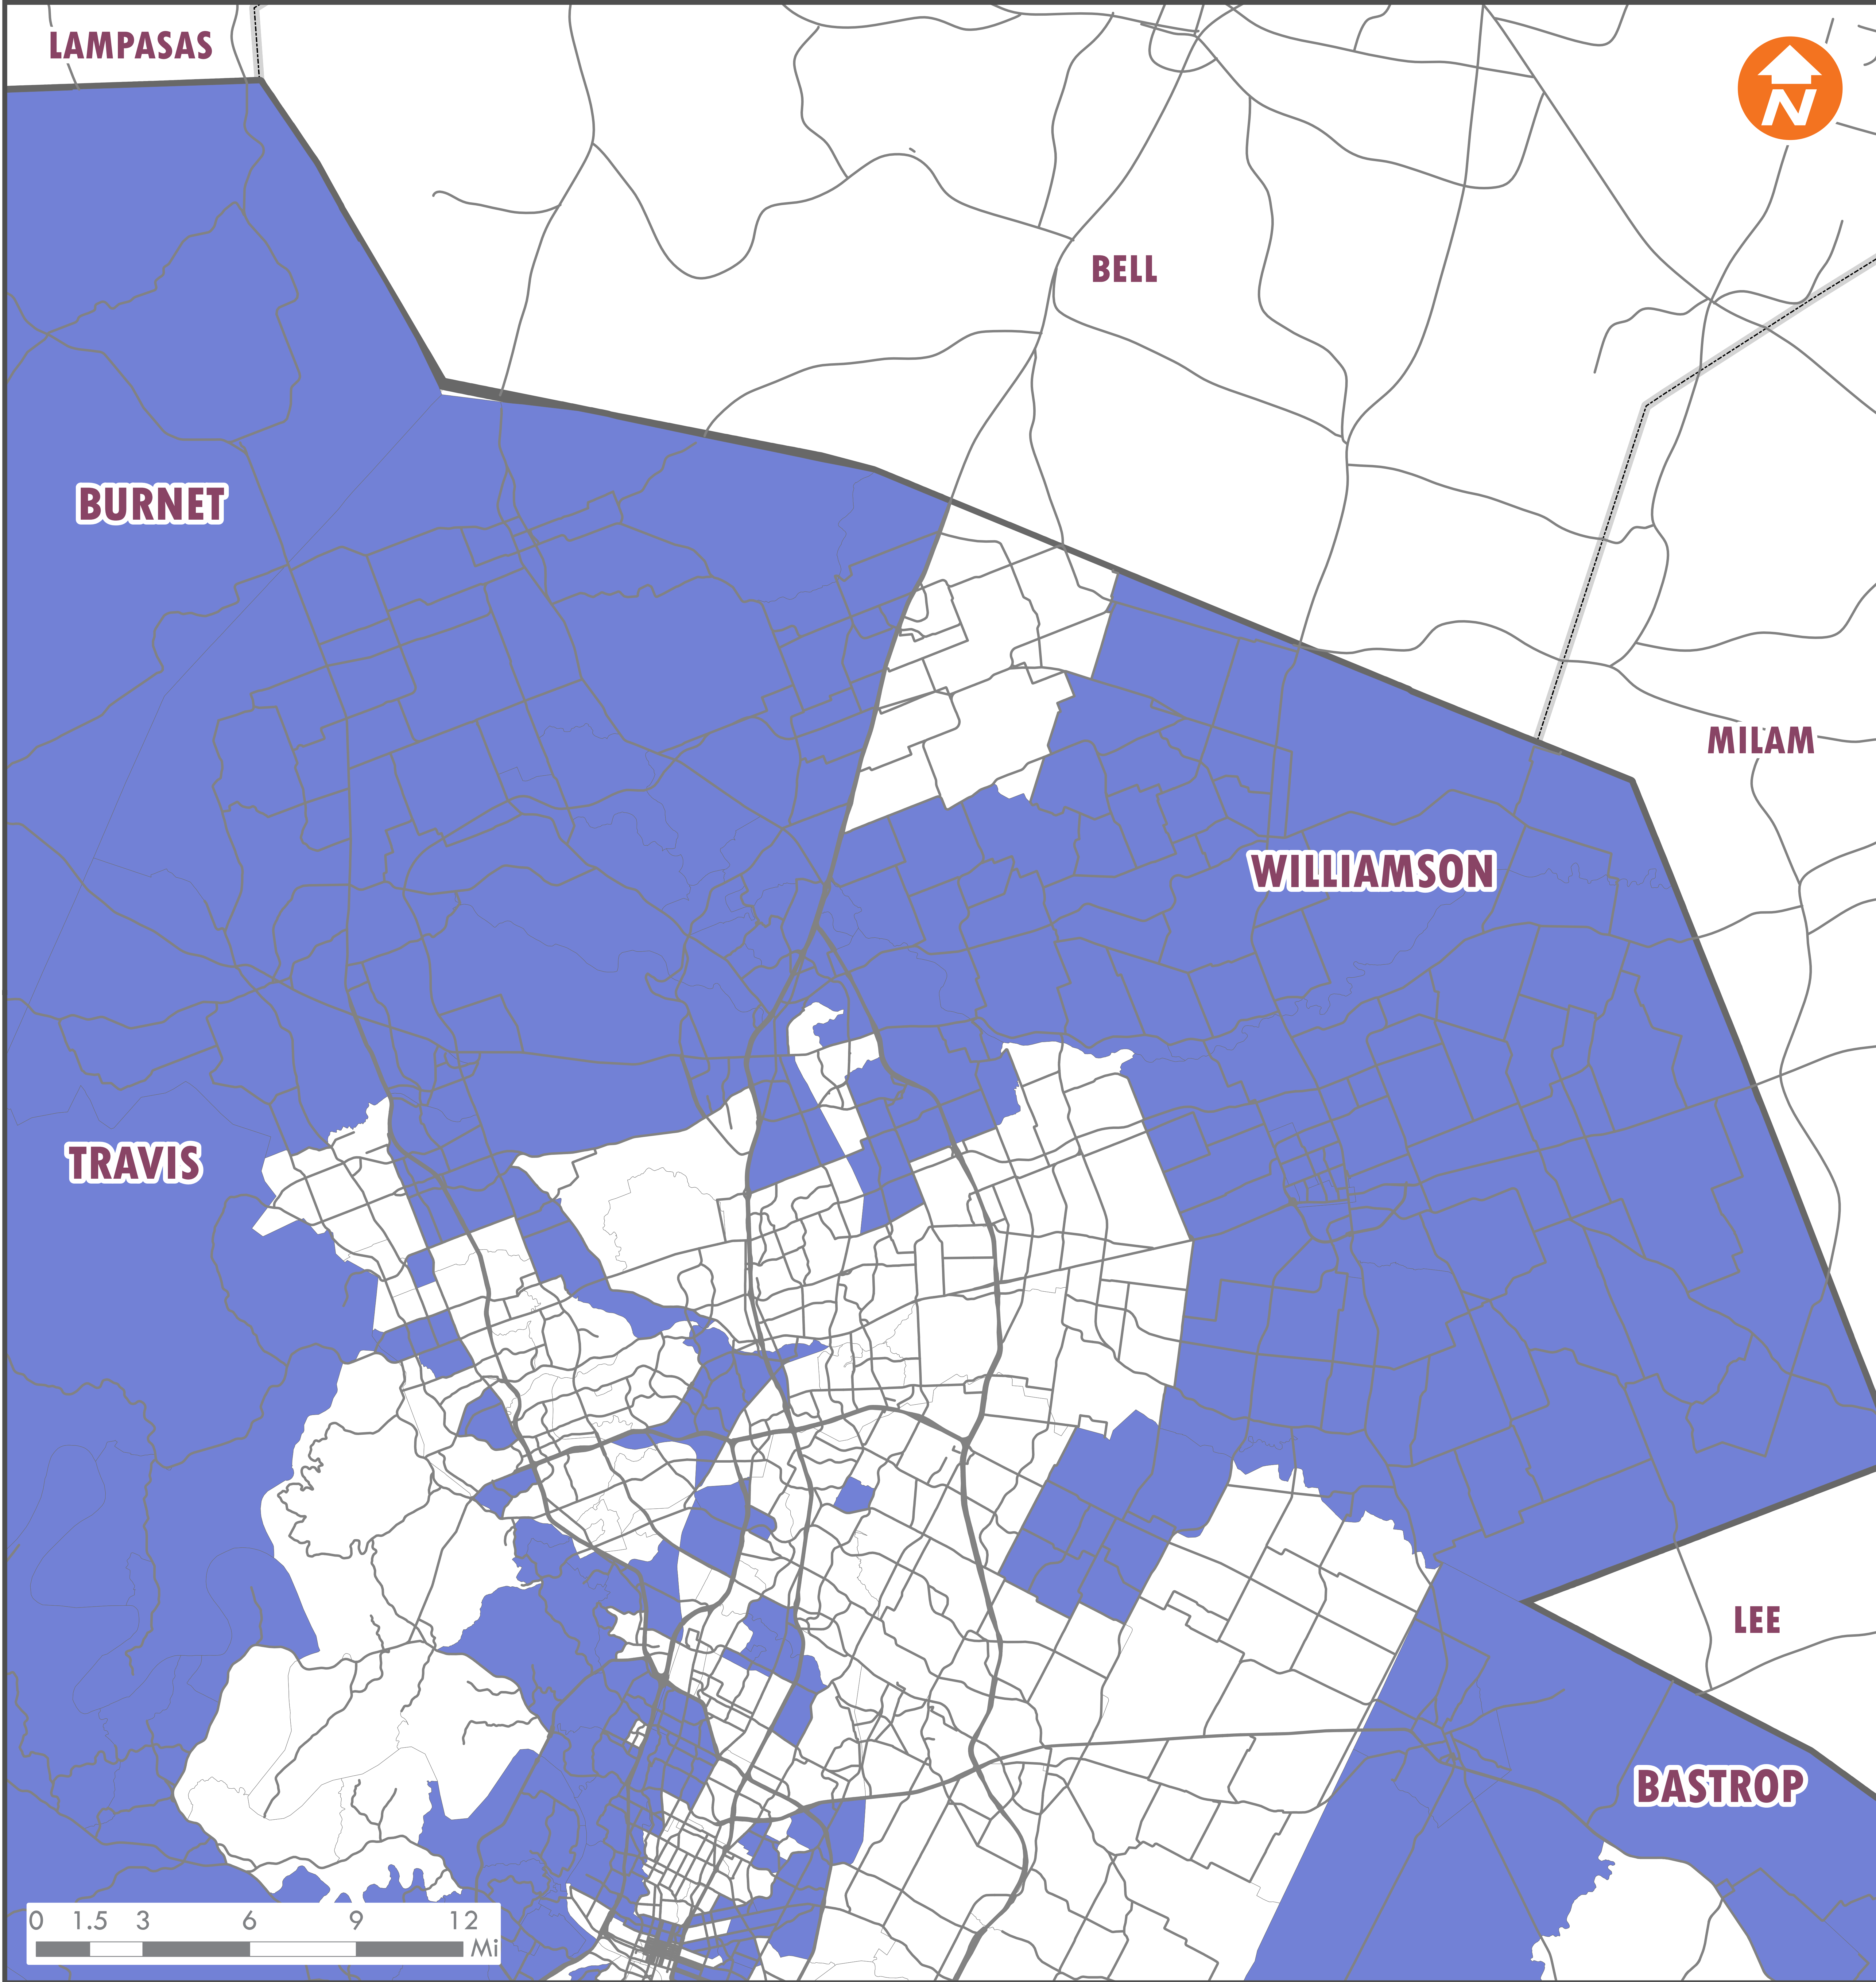 LAMPASAS
N
BELL
BURNET
MILAM
WILLIAMSON
TRAVIS
LEE
BASTROP
0 1.5 3 6 9 12
Mi